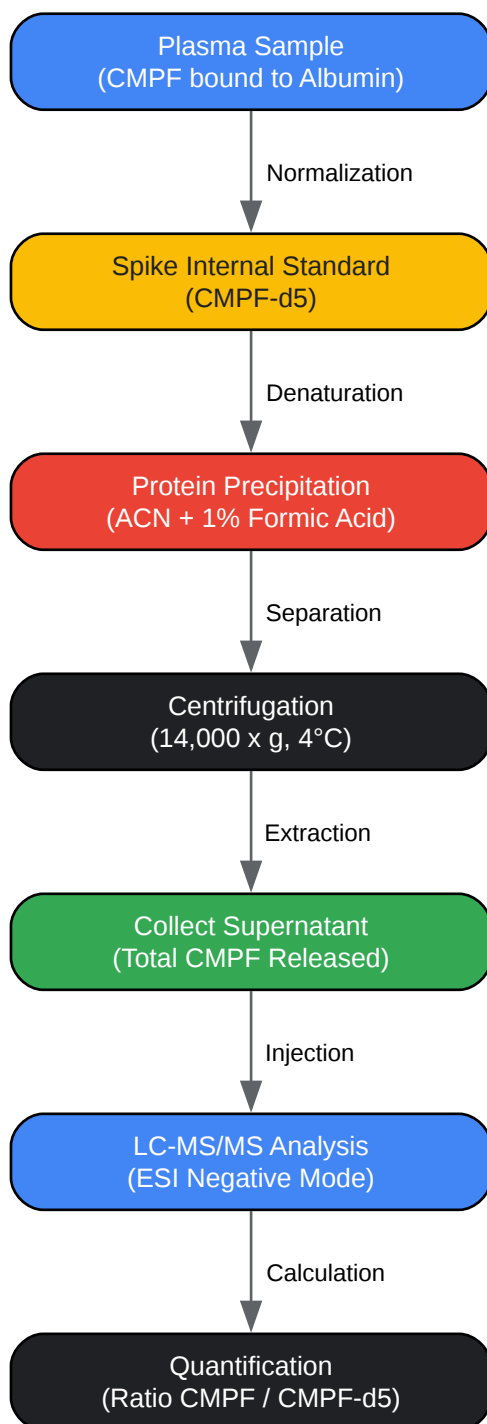 Plasma Sample
(CMPF bound to Albumin)
Normalization
Spike Internal Standard
(CMPF-d5)
Denaturation
Protein Precipitation
(ACN + 1% Formic Acid)
Separation
Centrifugation
(14,000 x g, 4°C)
Extraction
Collect Supernatant
(Total CMPF Released)
Injection
LC-MS/MS Analysis
(ESI Negative Mode)
Calculation
Quantification
(Ratio CMPF / CMPF-d5)